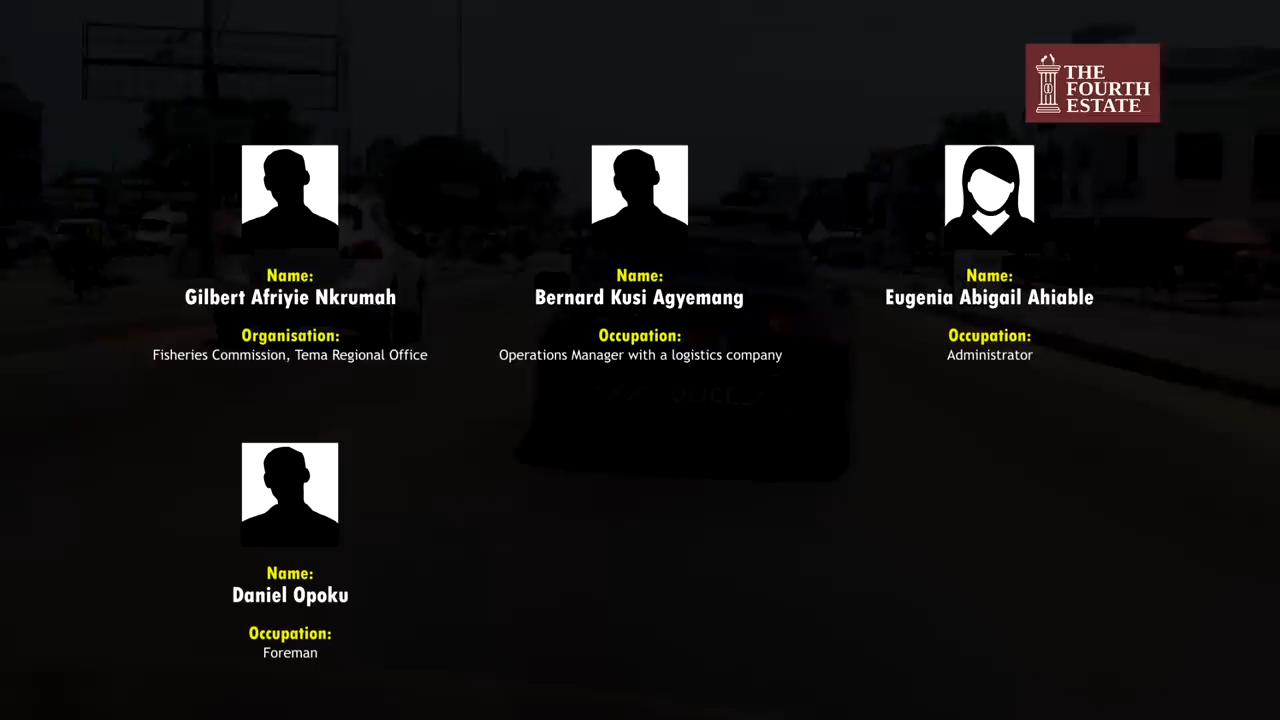 THE
FOURTH
ESTATE
Name:
Gilbert Afriyie Nkrumah
Organisation:
Fisheries Commission, Tema Regional Office
Name:
Bernard Kusi Agyemang
Occupation:
Operations Manager with a logistics company
Name:
Eugenia Abigail Ahiable
Occupation:
Administrator
POLICE
Name:
Daniel Opoku
Occupation:
Foreman